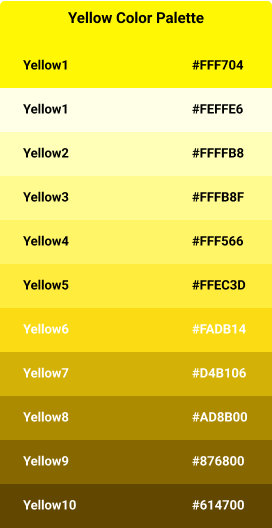 Yellow Color Palette
Yellow1 #FFF704
Yellow1 #FEFFE6
Yellow2 #FFFFB8
Yellow3 #FFFB8F
Yellow4 #FFF566
Yellow5 #FFEC3D
Yellow6 #FADB14
Yellow7 #D4B106
Yellow8 #AD8B00
Yellow9 #876800
Yellow10 #614700